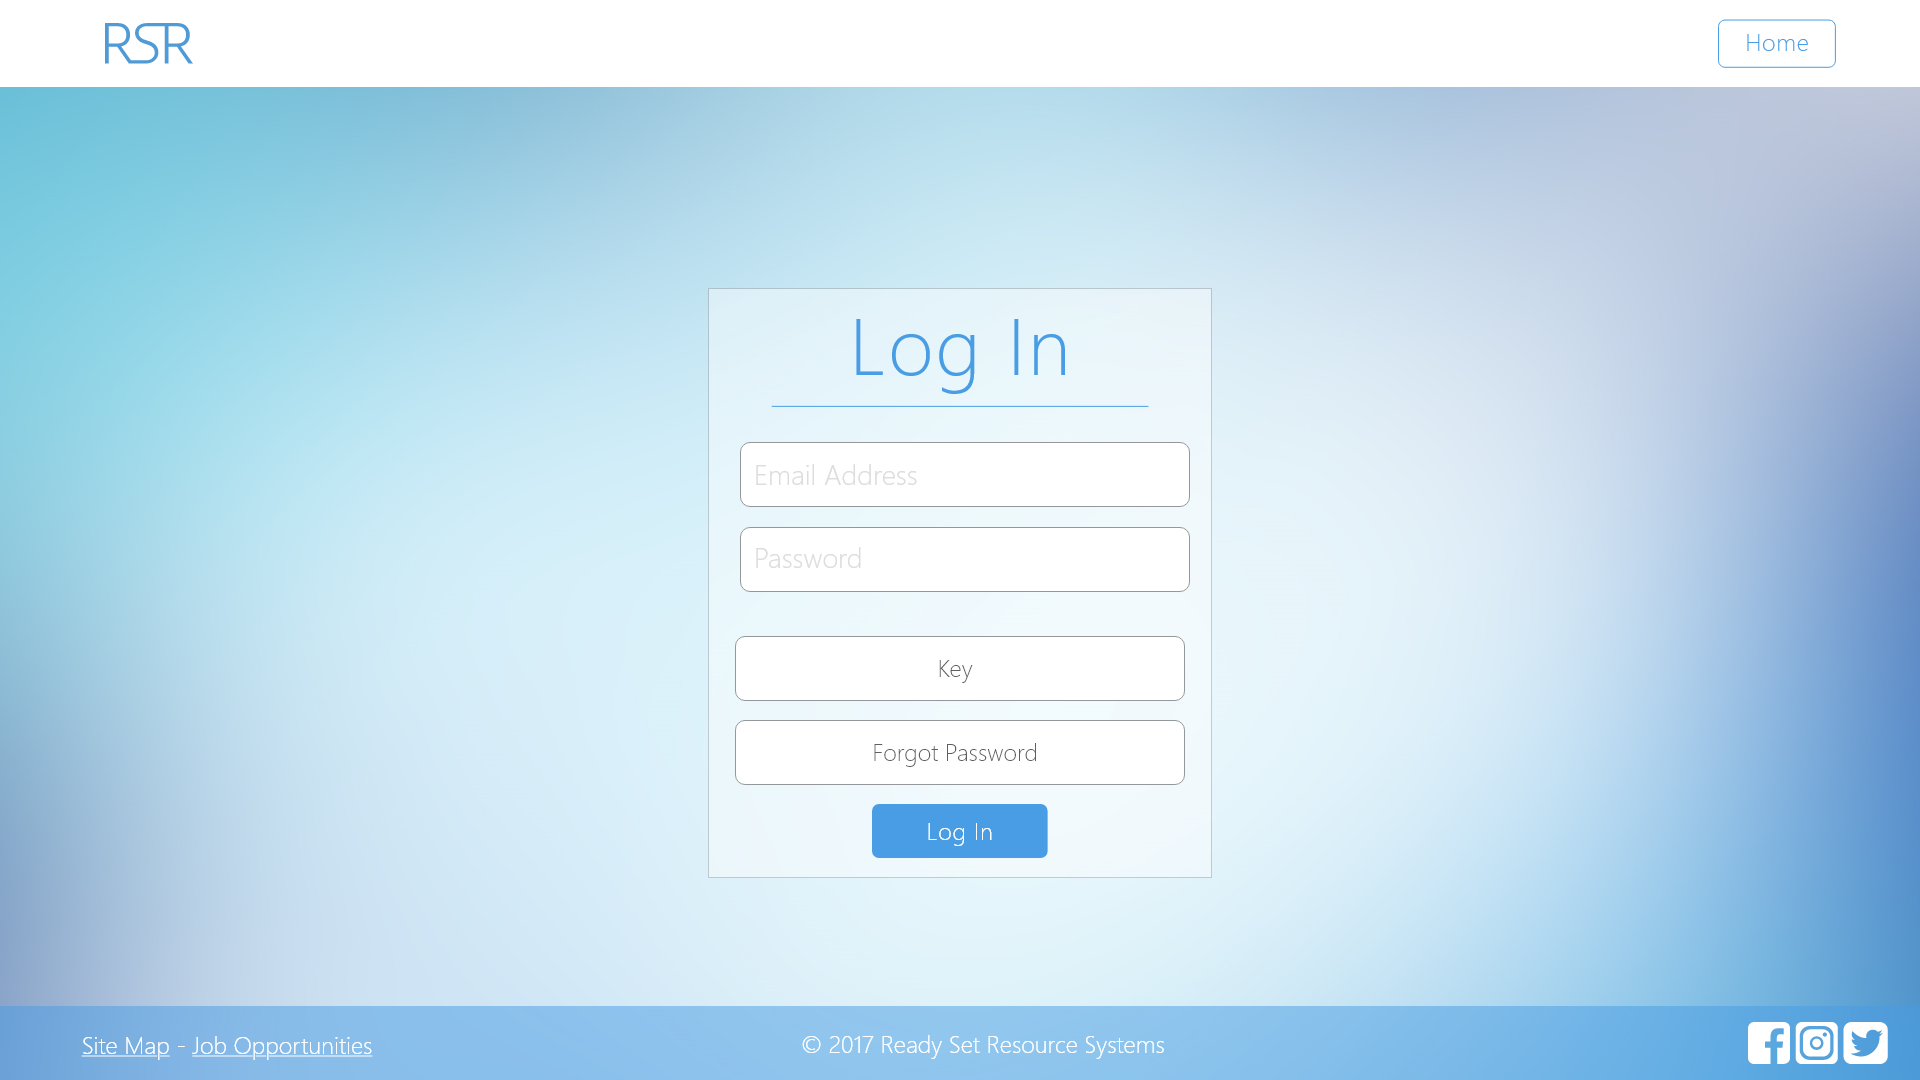 RSR
Home
Log In
Email Address
Password
Key
Forgot Password
Log In
Site Map - Job Opportunities
© 2017 Ready Set Resource Systems